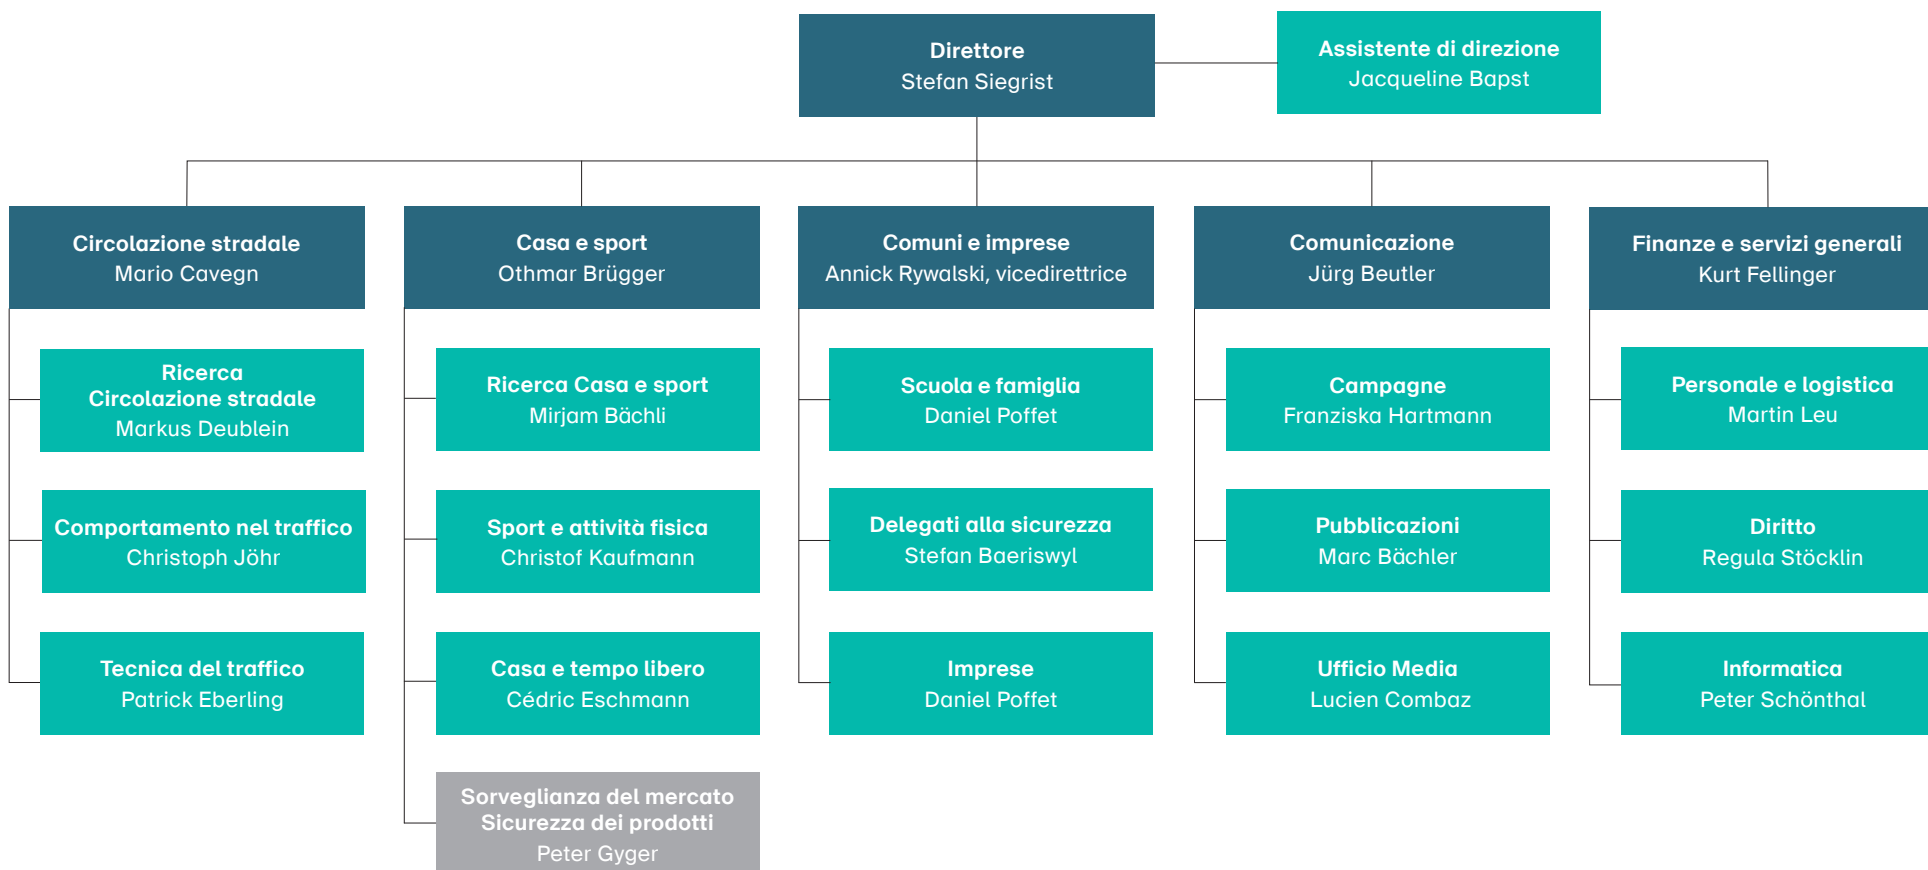 Direttore
Stefan Siegrist
Assistente di direzione
Jacqueline Bapst
Circolazione stradale
Mario Cavegn
Casa e sport
Othmar Brügger
Comuni e imprese
Annick Rywalski, vicedirettrice
Comunicazione
Jürg Beutler
Finanze e servizi generali
Kurt Fellinger
Ricerca
Circolazione stradale
Markus Deublein
Ricerca Casa e sport
Mirjam Bächli
Scuola e famiglia
Daniel Poffet
Campagne
Franziska Hartmann
Personale e logistica
Martin Leu
Comportamento nel traffico
Christoph Jöhr
Sport e attività fisica
Christof Kaufmann
Delegati alla sicurezza
Stefan Baeriswyl
Pubblicazioni
Marc Bächler
Diritto
Regula Stöcklin
Tecnica del traffico
Patrick Eberling
Casa e tempo libero
Cédric Eschmann
Imprese
Daniel Poffet
Ufficio Media
Lucien Combaz
Informatica
Peter Schönthal
Sorveglianza del mercato
Sicurezza dei prodotti
Peter Gyger